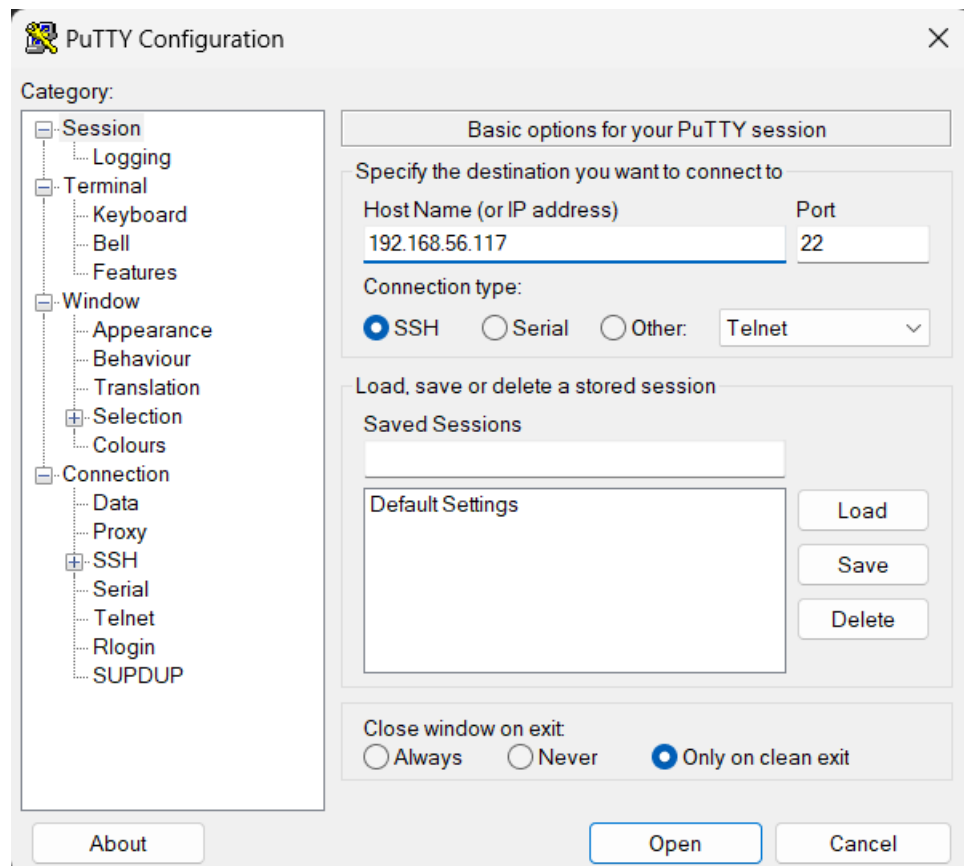 PuTTY Configuration
Category:
Session
Logging
Terminal
Keyboard
Bell
Features
Window
Appearance
Behaviour
Translation
Selection
Colours
Connection
Data
Proxy
SSH
Serial
Telnet
Rlogin
SUPDUP
Basic options for your PuTTY session
Specify the destination you want to connect to
Host Name (or IP address) Port
192.168.56.117 22
Connection type:
SSH Serial Other: Telnet
Load, save or delete a stored session
Saved Sessions
Default Settings
Load
Save
Delete
Close window on exit:
Always Never Only on clean exit
About Open Cancel